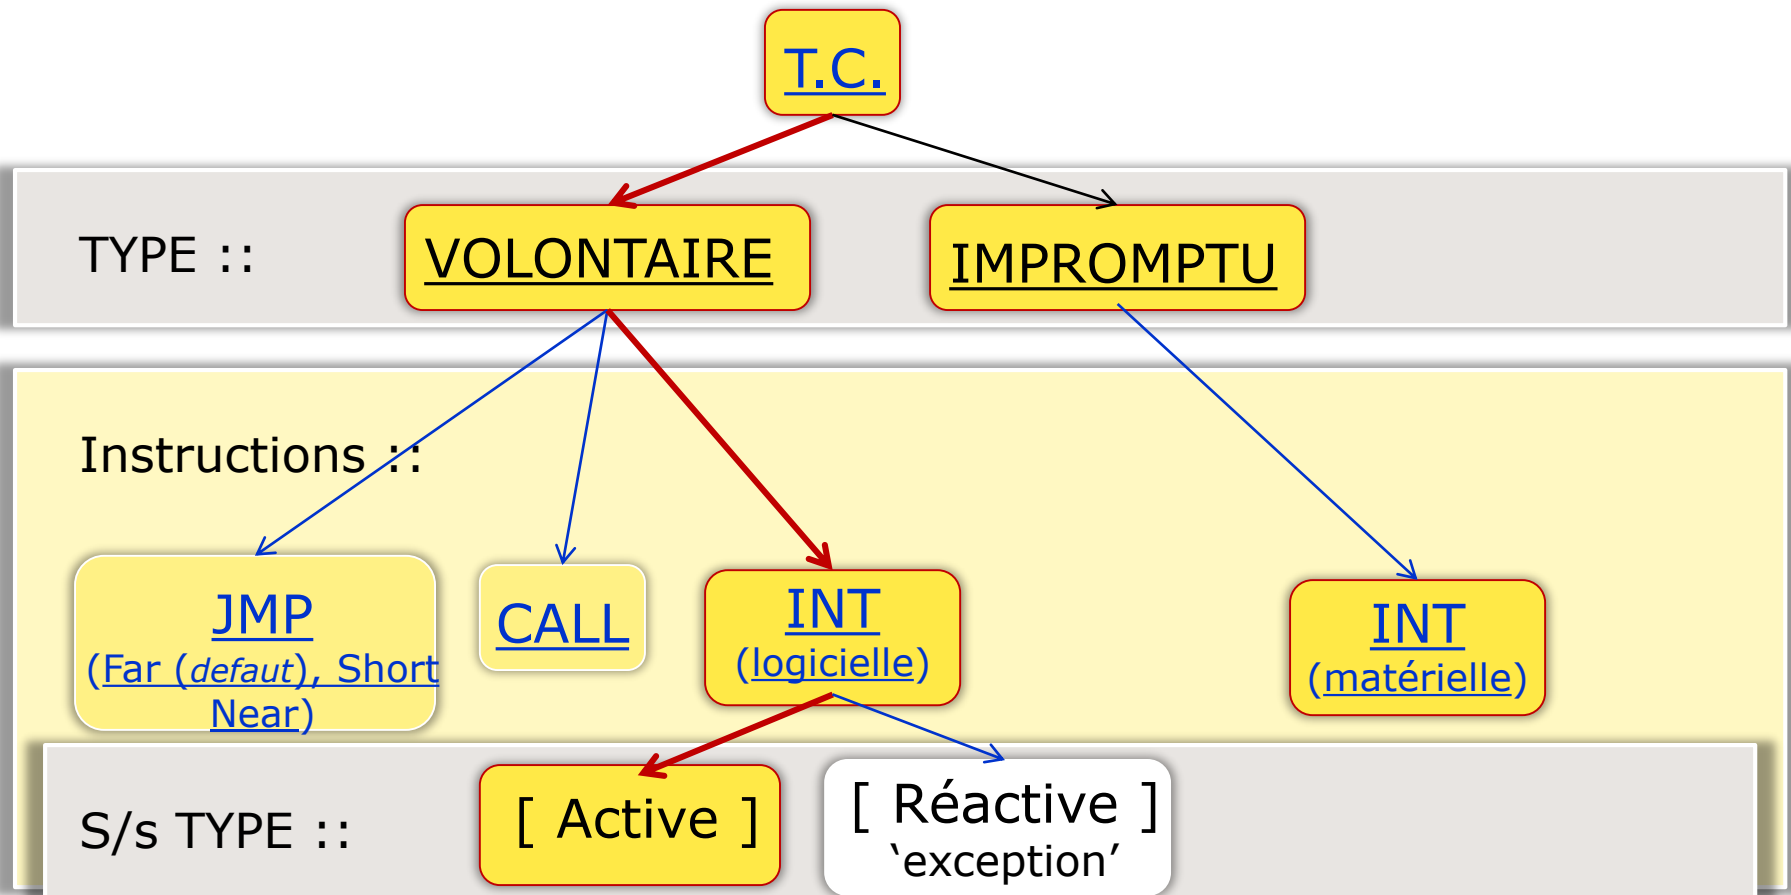 T.C.
TYPE ::
VOLONTAIRE
IMPROMPTU
Instructions ::
JMP
(Far (defaut), Short
Near)
CALL
INT
(logicielle)
INT
(matérielle)
S/s TYPE ::
[ Active ]
[ Réactive ]
‘exception’